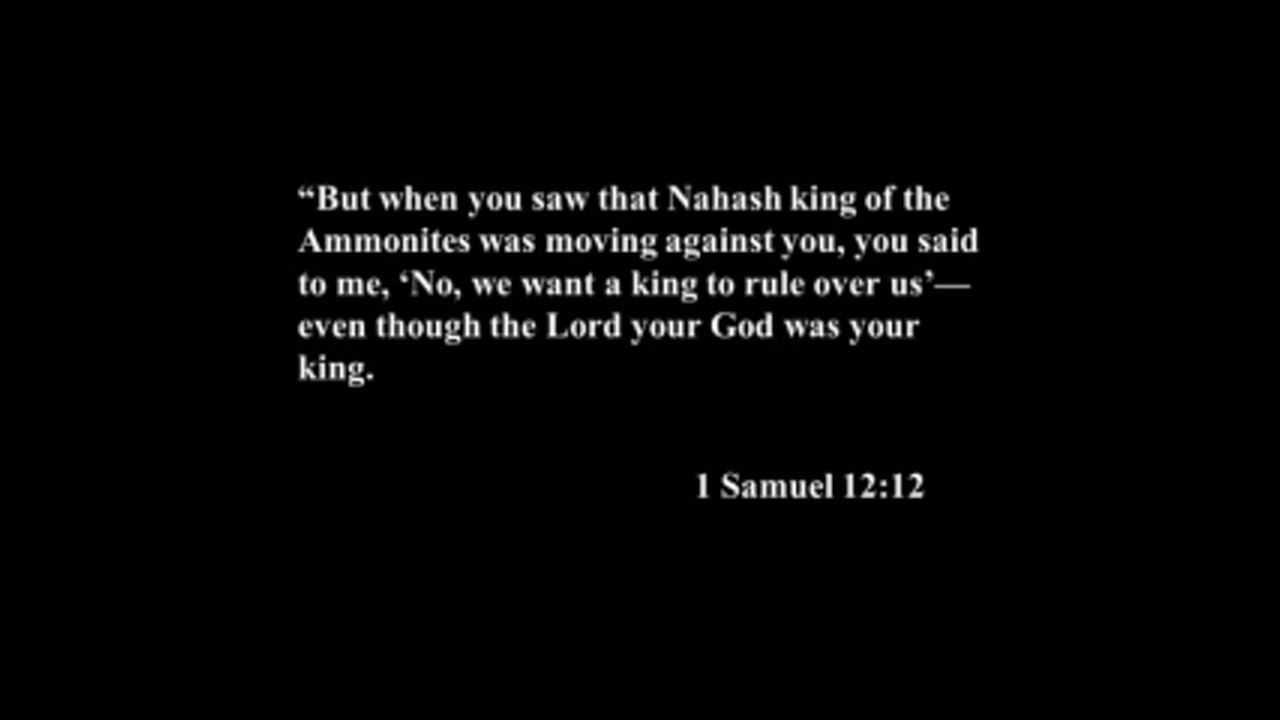 “But when you saw that Nahash king of the
Ammonites was moving against you, you said
to me, ‘No, we want a king to rule over us’—
even though the Lord your God was your
king.
1 Samuel 12:12